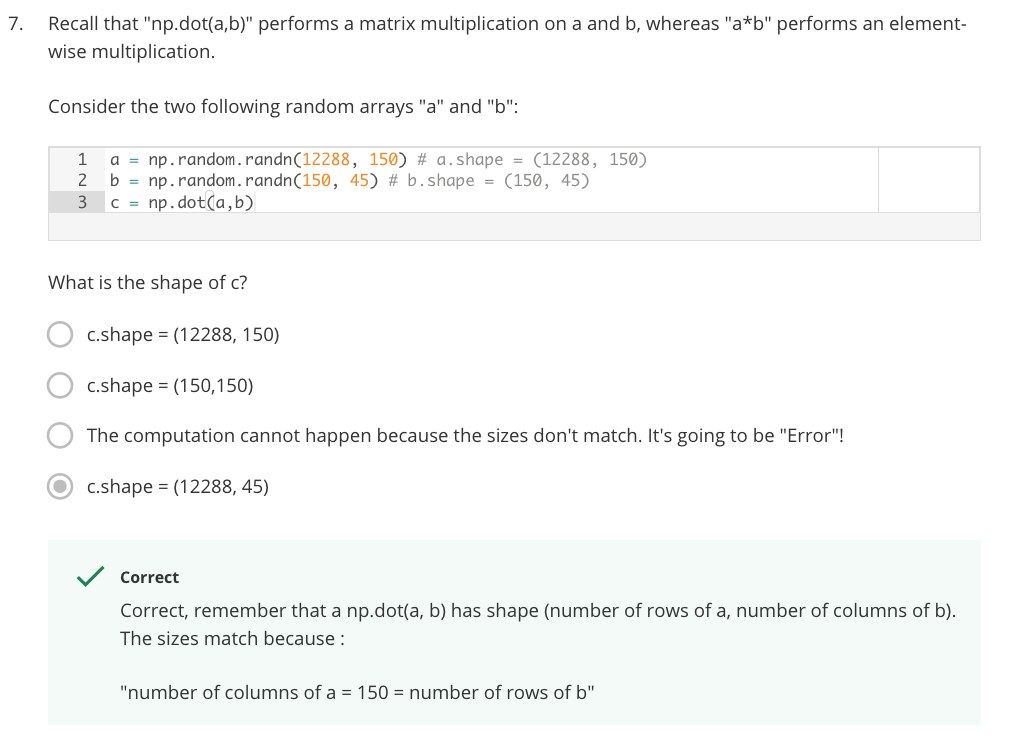 7. Recall that "np.dot(a,b)" performs a matrix multiplication on a and b, whereas "a*b" performs an element-
wise multiplication.
Consider the two following random arrays "a" and "b":
1 a = np.random.randn(12288, 150) # a.shape = (12288, 150)
2 b = np.random.randn(150, 45) # b.shape = (150, 45)
3 c = np.dot(a,b)
What is the shape of c?
c.shape = (12288, 150)
c.shape = (150,150)
The computation cannot happen because the sizes don't match. It's going to be "Error"!
c.shape = (12288, 45)
Correct
Correct, remember that a np.dot(a, b) has shape (number of rows of a, number of columns of b).
The sizes match because :
"number of columns of a = 150 = number of rows of b"